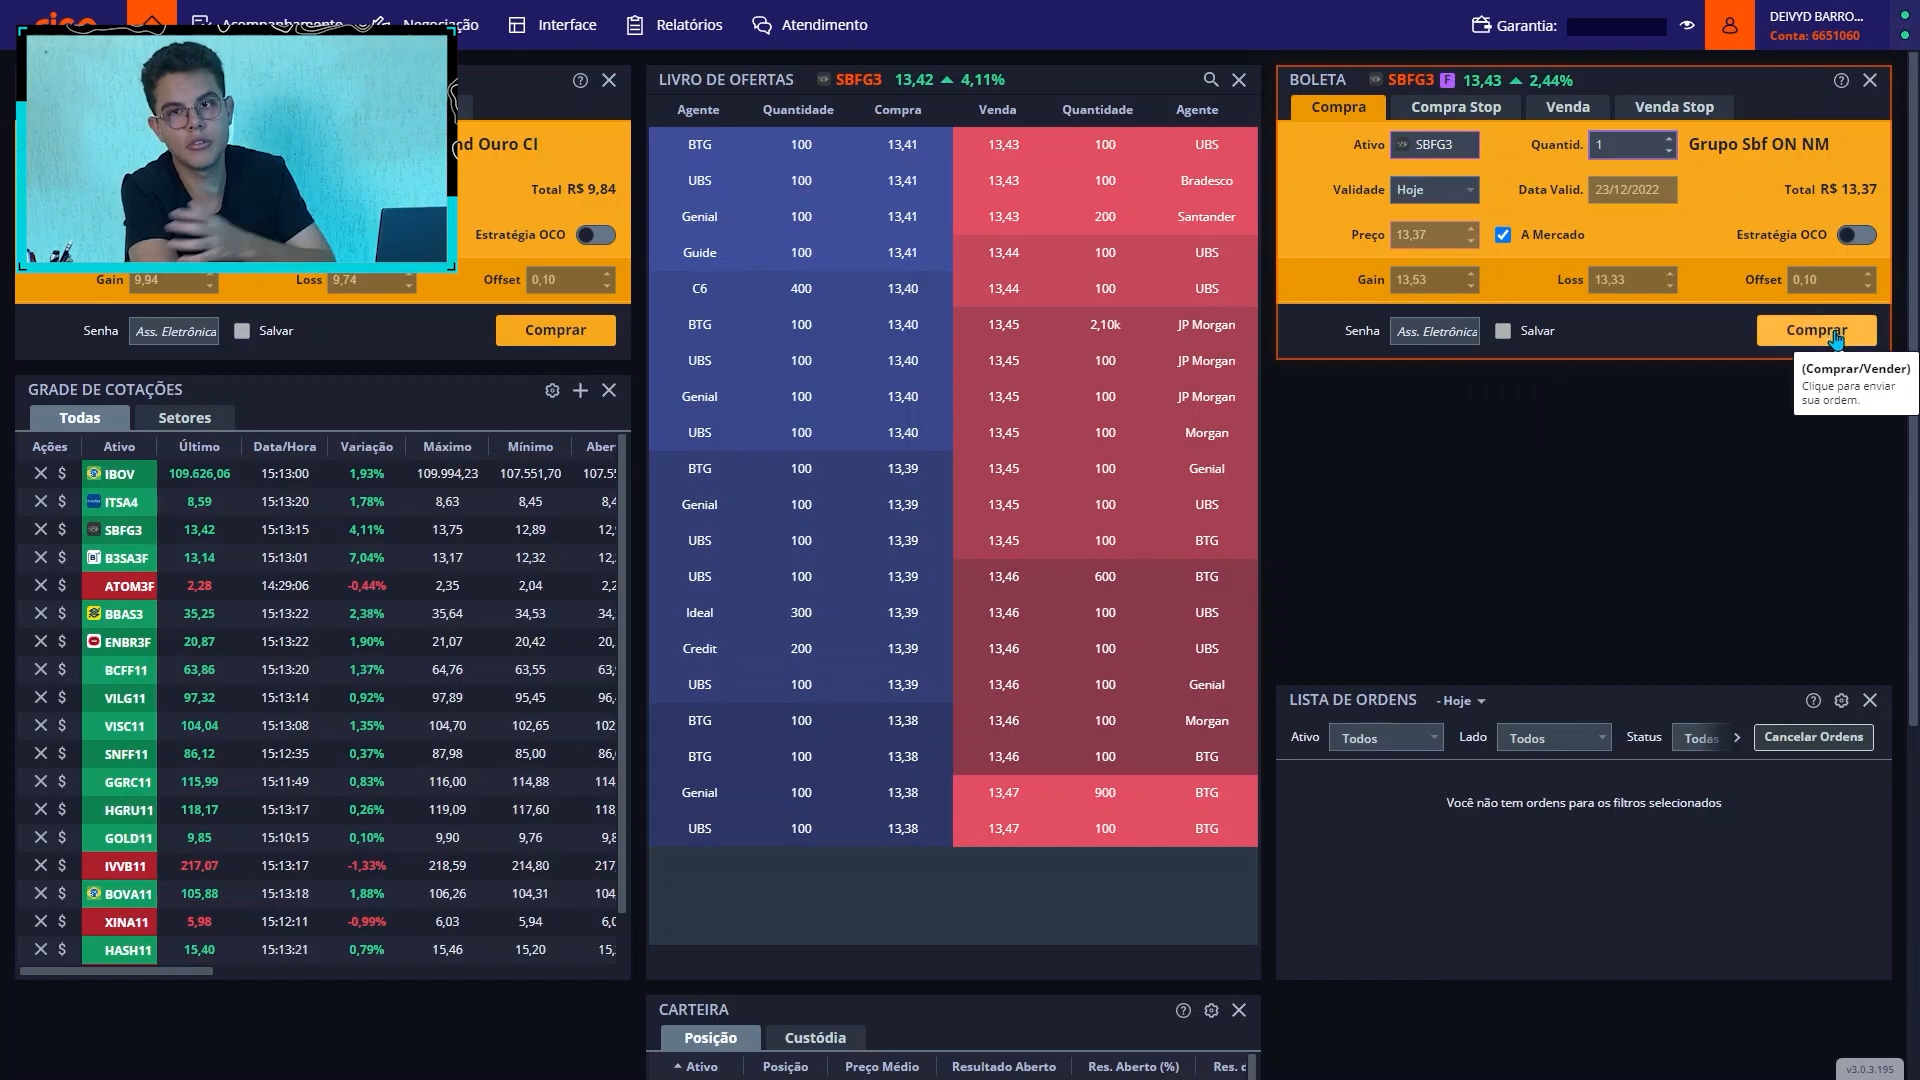 Acompanhamento
Negociação
Interface
Relatórios
Atendimento
Garantia:
DEIVYD BARRO...
Conta: 6651060
nd Ouro CI
Total R$ 9,84
Estratégia OCO
Gain 9,94 Loss 9,74 Offset 0,10
Senha Ass. Eletrônica Salvar Comprar
GRADE DE COTAÇÕES
Todas Setores
Ações Ativo Último Data/Hora Variação Máximo Mínimo Aber
$ IBOV 109.626,06 15:13:00 1,93% 109.994,23 107.551,70 107.5
$ ITSA4 8,59 15:13:20 1,78% 8,63 8,45 8,4
$ SBFG3 13,42 15:13:15 4,11% 13,75 12,89 12,
$ B3SA3F 13,14 15:13:01 7,04% 13,17 12,32 12,
$ ATOM3F 2,28 14:29:06 -0,44% 2,35 2,04 2,2
$ BBAS3 35,25 15:13:22 2,38% 35,64 34,53 34,
$ ENBR3F 20,87 15:13:22 1,90% 21,07 20,42 20,
$ BCFF11 63,86 15:13:20 1,37% 64,76 63,55 63,
$ VILG11 97,32 15:13:14 0,92% 97,89 95,45 96,
$ VISC11 104,04 15:13:08 1,35% 104,70 102,65 102
$ SNFF11 86,12 15:12:35 0,37% 87,98 85,00 86,
$ GGRC11 115,99 15:11:49 0,83% 116,00 114,88 114
$ HGRU11 118,17 15:13:17 0,26% 119,09 117,60 118
$ GOLD11 9,85 15:10:15 0,10% 9,90 9,76 9,8
$ IVVB11 217,07 15:13:17 -1,33% 218,59 214,80 217
$ BOVA11 105,88 15:13:18 1,88% 106,26 104,31 104
$ XINA11 5,98 15:12:11 -0,99% 6,03 5,94 6,0
$ HASH11 15,40 15:13:21 0,79% 15,46 15,20 15,
LIVRO DE OFERTAS SBFG3 13,42 4,11%
Agente Quantidade Compra Venda Quantidade Agente
BTG 100 13,41 13,43 100 UBS
UBS 100 13,41 13,43 100 Bradesco
Genial 100 13,41 13,43 200 Santander
Guide 100 13,41 13,44 100 UBS
C6 400 13,40 13,44 100 UBS
BTG 100 13,40 13,45 2,10k JP Morgan
UBS 100 13,40 13,45 100 JP Morgan
Genial 100 13,40 13,45 100 JP Morgan
UBS 100 13,40 13,45 100 Morgan
BTG 100 13,39 13,45 100 Genial
Genial 100 13,39 13,45 100 UBS
UBS 100 13,39 13,45 100 BTG
UBS 100 13,39 13,46 600 BTG
Ideal 300 13,39 13,46 100 UBS
Credit 200 13,39 13,46 100 UBS
UBS 100 13,39 13,46 100 Genial
BTG 100 13,38 13,46 100 Morgan
BTG 100 13,38 13,46 100 BTG
Genial 100 13,38 13,47 900 BTG
UBS 100 13,38 13,47 100 BTG
CARTEIRA
Posição Custódia
Ativo Posição Preço Médio Resultado Aberto Res. Aberto (%) Res. d
BOLETA SBFG3 F 13,43 2,44%
Compra Compra Stop Venda Venda Stop
Ativo SBFG3 Quantid. 1 Grupo Sbf ON NM
Validade Hoje Data Valid. 23/12/2022 Total R$ 13,37
Preço 13,37 A Mercado Estratégia OCO
Gain 13,53 Loss 13,33 Offset 0,10
Senha Ass. Eletrônica Salvar Comprar
(Comprar/Vender)
Clique para enviar
sua ordem.
LISTA DE ORDENS - Hoje
Ativo Todos Lado Todos Status Todas Cancelar Ordens
Você não tem ordens para os filtros selecionados
v3.0.3.195